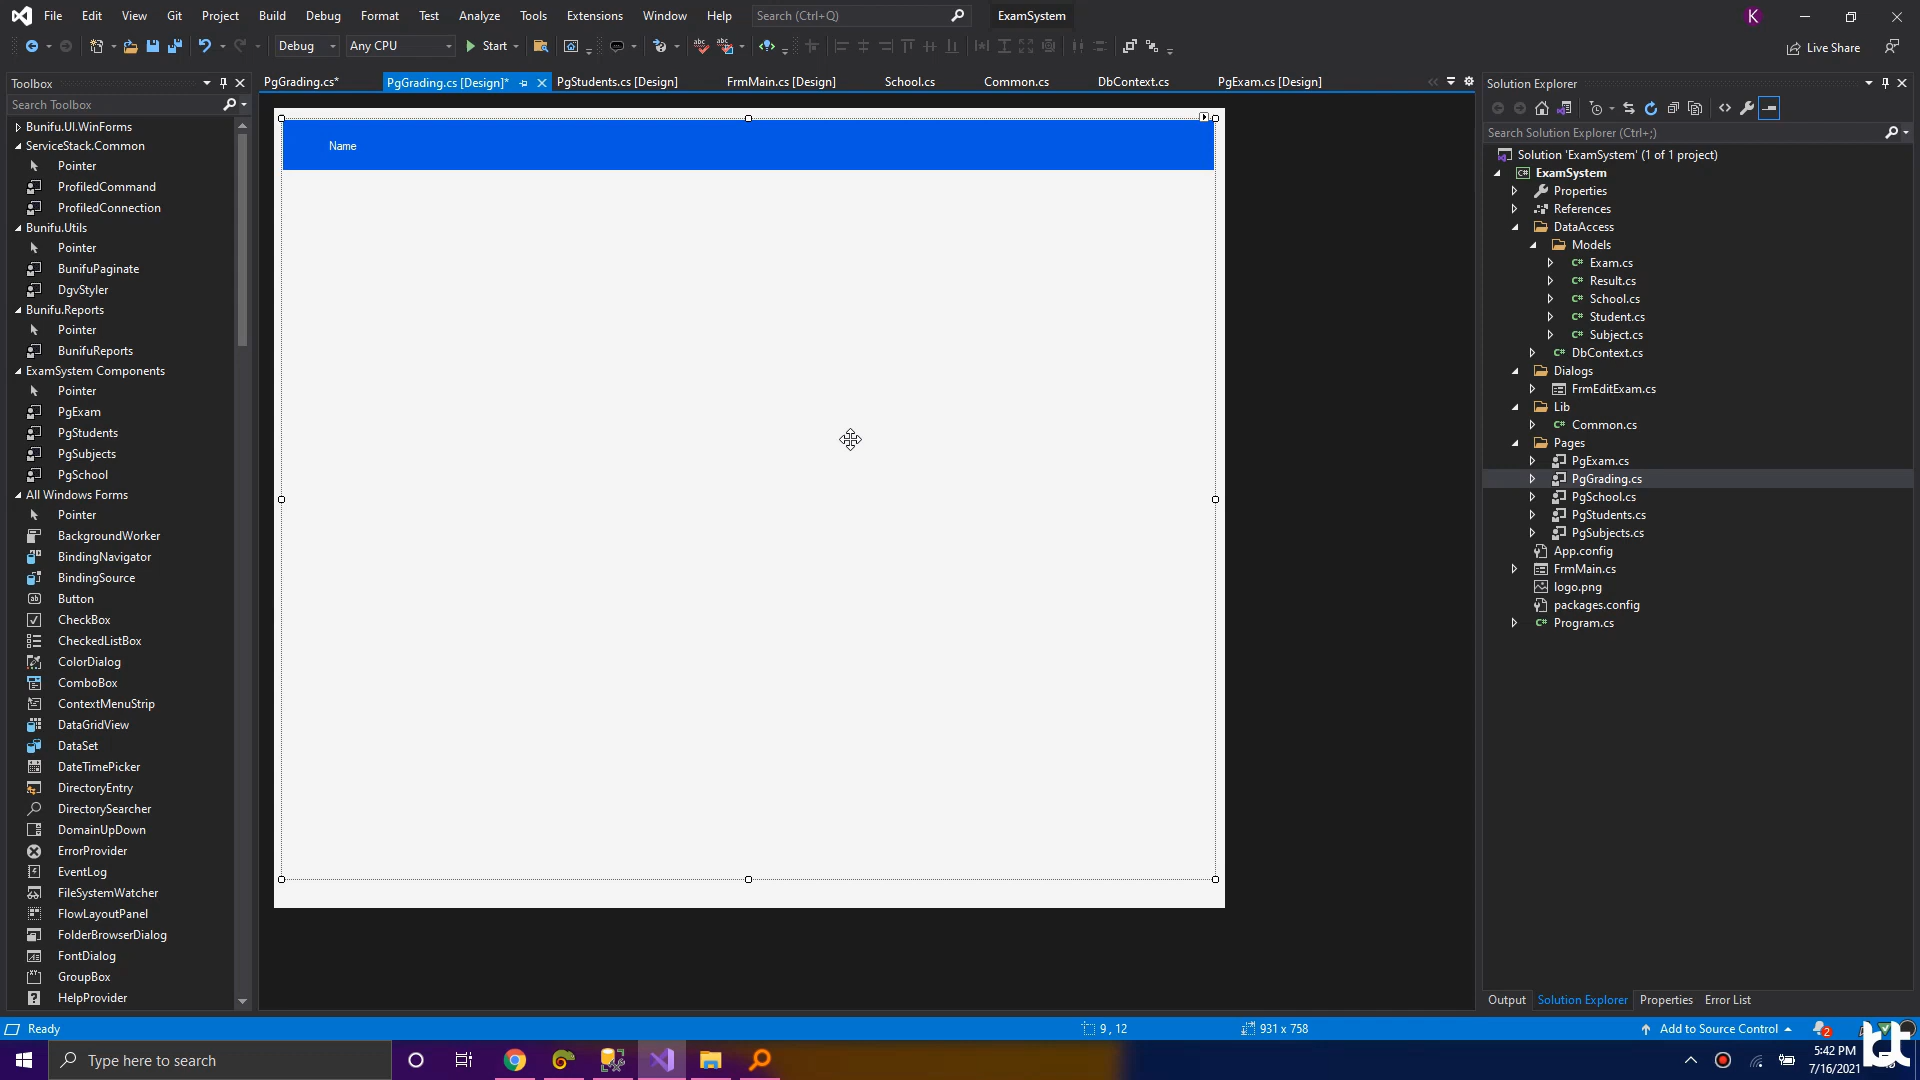 File Edit View Git Project Build Debug Format Test Analyze Tools Extensions Window Help Search (Ctrl+Q) ExamSystem K
Debug Any CPU Start Live Share
Toolbox
Search Toolbox
Bunifu.UI.WinForms
ServiceStack.Common
Pointer
ProfiledCommand
ProfiledConnection
Bunifu.Utils
Pointer
BunifuPaginate
DgvStyler
Bunifu.Reports
Pointer
BunifuReports
ExamSystem Components
Pointer
PgExam
PgStudents
PgSubjects
PgSchool
All Windows Forms
Pointer
BackgroundWorker
BindingNavigator
BindingSource
Button
CheckBox
CheckedListBox
ColorDialog
ComboBox
ContextMenuStrip
DataGridView
DataSet
DateTimePicker
DirectoryEntry
DirectorySearcher
DomainUpDown
ErrorProvider
EventLog
FileSystemWatcher
FlowLayoutPanel
FolderBrowserDialog
FontDialog
GroupBox
HelpProvider
PgGrading.cs* PgGrading.cs [Design]* PgStudents.cs [Design] FrmMain.cs [Design] School.cs Common.cs DbContext.cs PgExam.cs [Design]
Name
Solution Explorer
Search Solution Explorer (Ctrl+;)
Solution 'ExamSystem' (1 of 1 project)
ExamSystem
Properties
References
DataAccess
Models
Exam.cs
Result.cs
School.cs
Student.cs
Subject.cs
DbContext.cs
Dialogs
FrmEditExam.cs
Lib
Common.cs
Pages
PgExam.cs
PgGrading.cs
PgSchool.cs
PgStudents.cs
PgSubjects.cs
App.config
FrmMain.cs
logo.png
packages.config
Program.cs
Output Solution Explorer Properties Error List
Ready 9 , 12 931 x 758 Add to Source Control 2
Type here to search
5:42 PM
7/16/2021